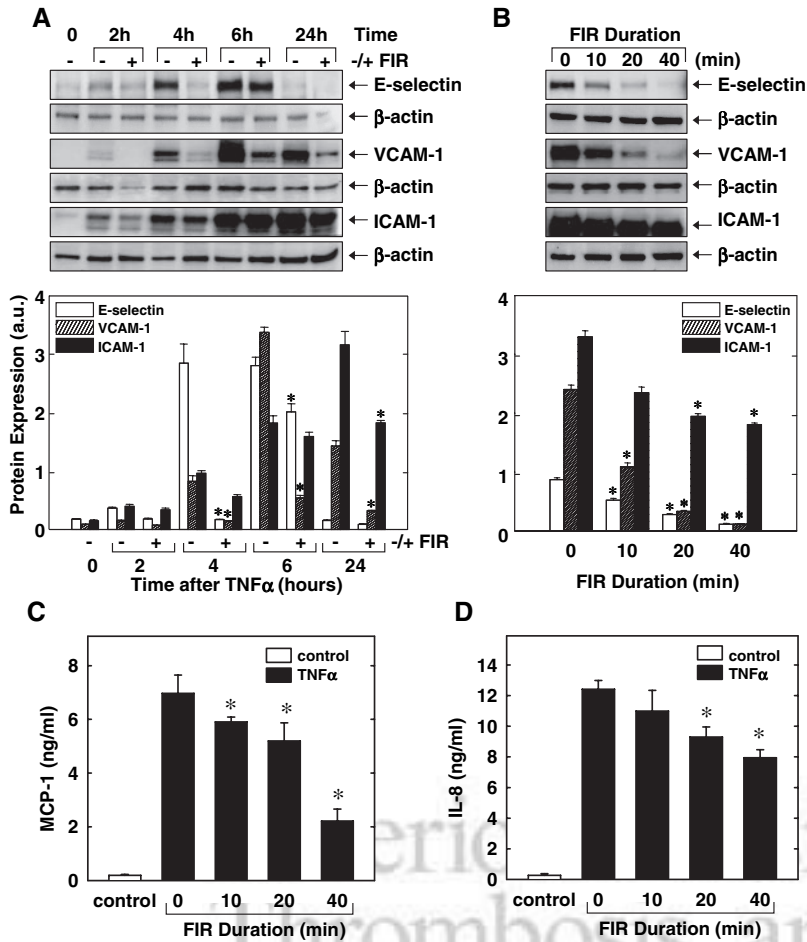 A
0 2h 4h 6h 24h Time
- - + - + - + - + -/+ FIR
E-selectin
β-actin
VCAM-1
β-actin
ICAM-1
β-actin
4
3
2
1
0
Protein Expression (a.u.)
E-selectin
VCAM-1
ICAM-1
* * * * * *
- - + - + - + - + -/+ FIR
0 2 4 6 24
Time after TNFα (hours)
B
FIR Duration
0 10 20 40 (min)
E-selectin
β-actin
VCAM-1
β-actin
ICAM-1
β-actin
4
3
2
1
0
E-selectin
VCAM-1
ICAM-1
* * * * * * * *
0 10 20 40
FIR Duration (min)
C
8
6
4
2
0
MCP-1 (ng/ml)
control
TNFα
* * *
control 0 10 20 40
FIR Duration (min)
D
14
12
10
8
6
4
2
0
IL-8 (ng/ml)
control
TNFα
* *
control 0 10 20 40
FIR Duration (min)
Thrombosis, an